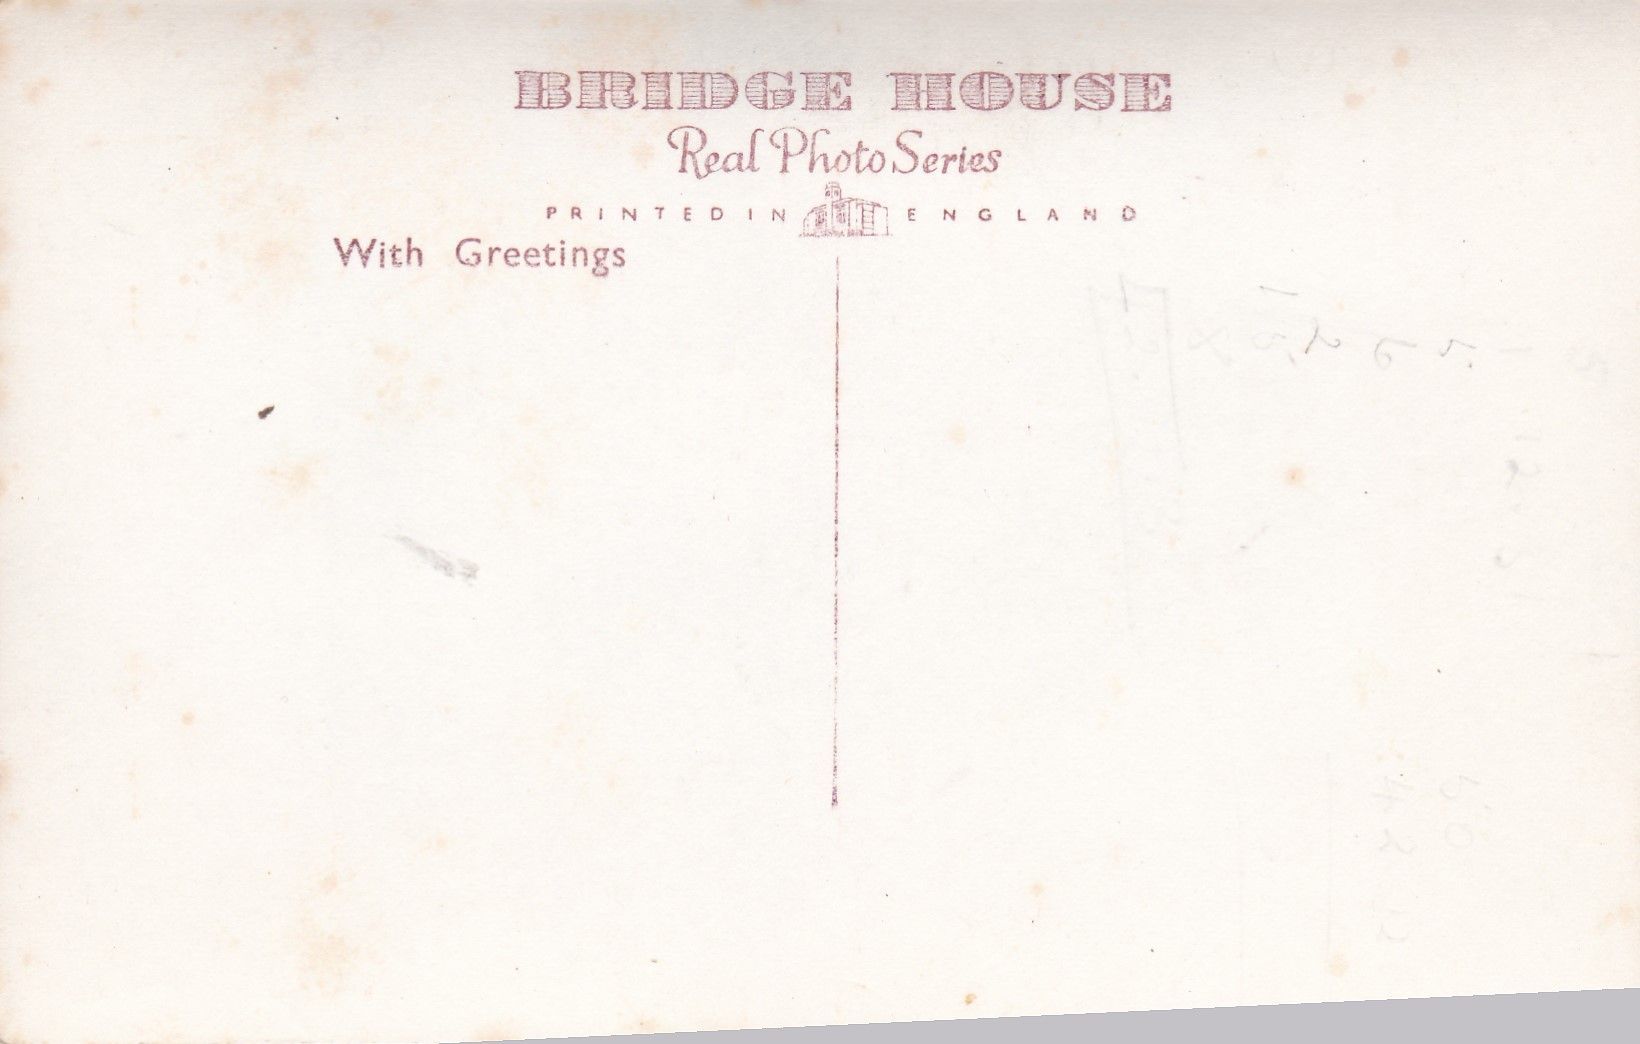 BRIDGE HOUSE
Real Photo Series
PRINTED IN ENGLAND
With Greetings